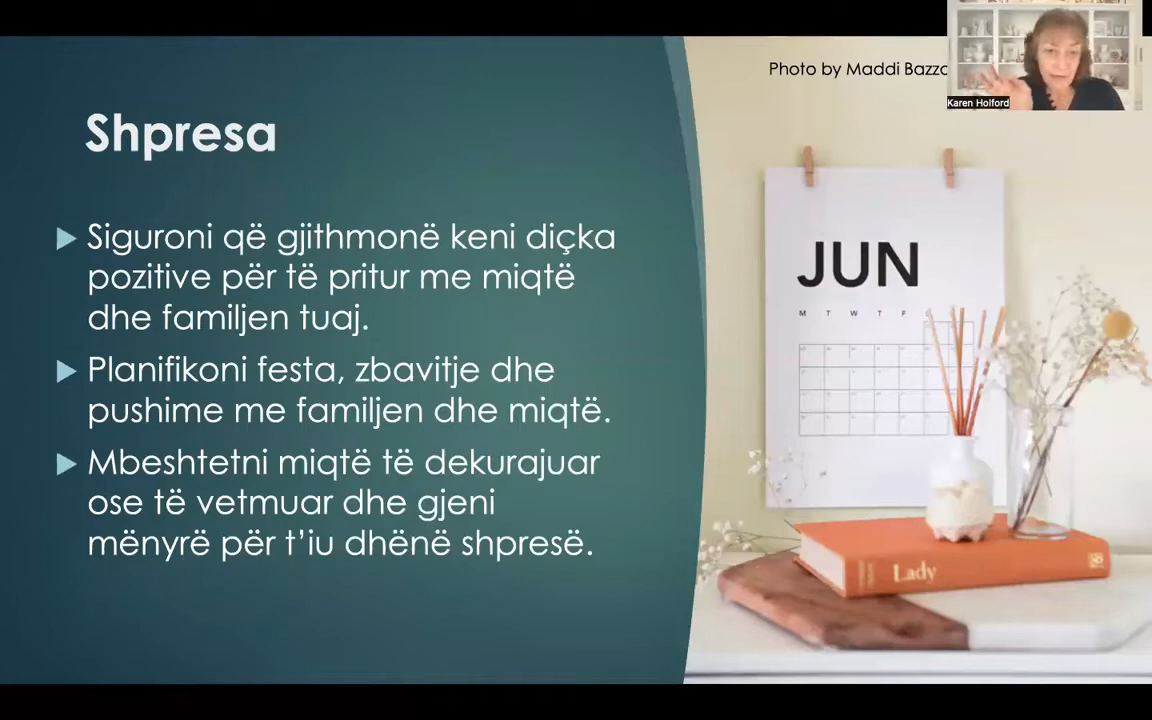 Photo by Maddi
Karen Holford
Shpresa
Siguroni që gjithmonë keni diçka
pozitive për të pritur me miqtë
dhe familjen tuaj.
Planifikoni festa, zbavitje dhe
pushime me familjen dhe miqtë.
Mbeshtetni miqtë të dekurajuar
ose të vetmuar dhe gjeni
mënyrë për t’iu dhënë shpresë.
JUN
M T W T F
Lady